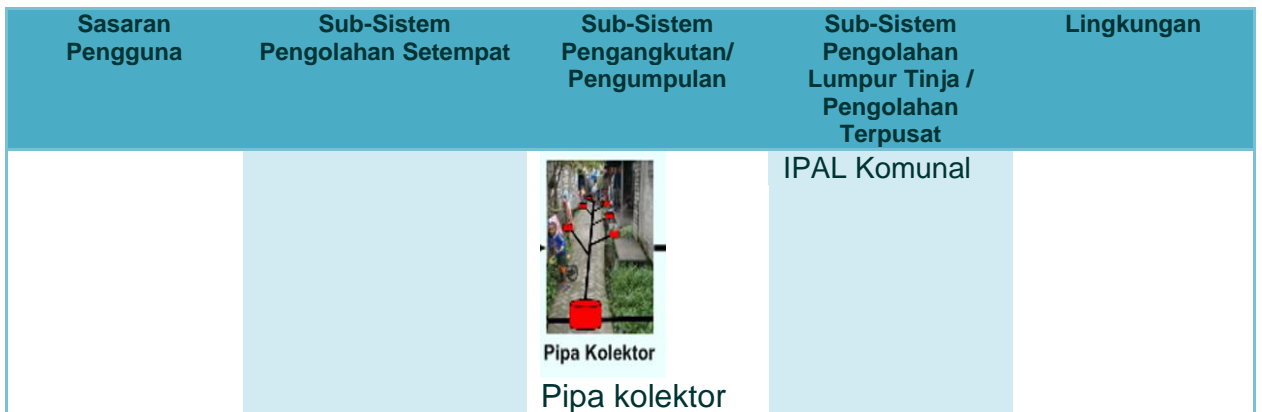 Sasaran
Pengguna
Sub-Sistem
Pengolahan Setempat
Sub-Sistem
Pengangkutan/
Pengumpulan
Sub-Sistem
Pengolahan
Lumpur Tinja /
Pengolahan
Terpusat
Lingkungan
Pipa Kolektor
Pipa kolektor
IPAL Komunal